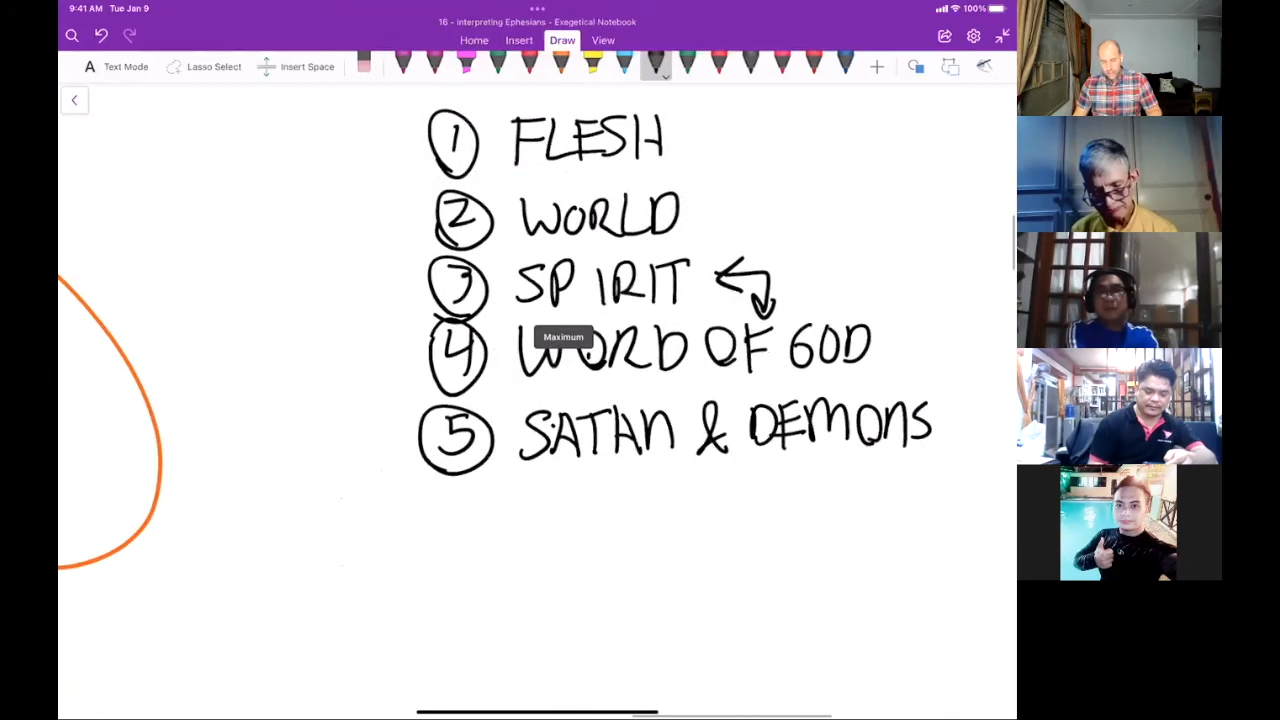 9:41 AM Tue Jan 9
100%
16 - interpreting Ephesians - Exegetical Notebook
Home Insert Draw View
A Text Mode Lasso Select Insert Space
1 FLESH
2 WORLD
3 SPIRIT
Maximum
4 WORD OF GOD
5 SATAN & DEMONS